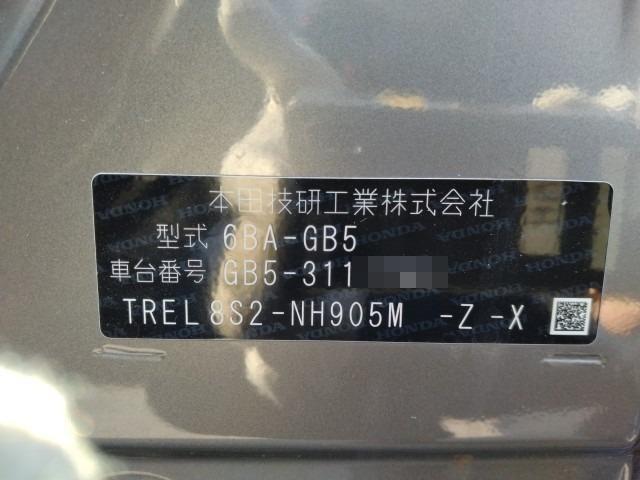 本田技研工業株式会社
型式 6BA-GB5
車台番号 GB5-311
TREL 8S2-NH905M -Z -X